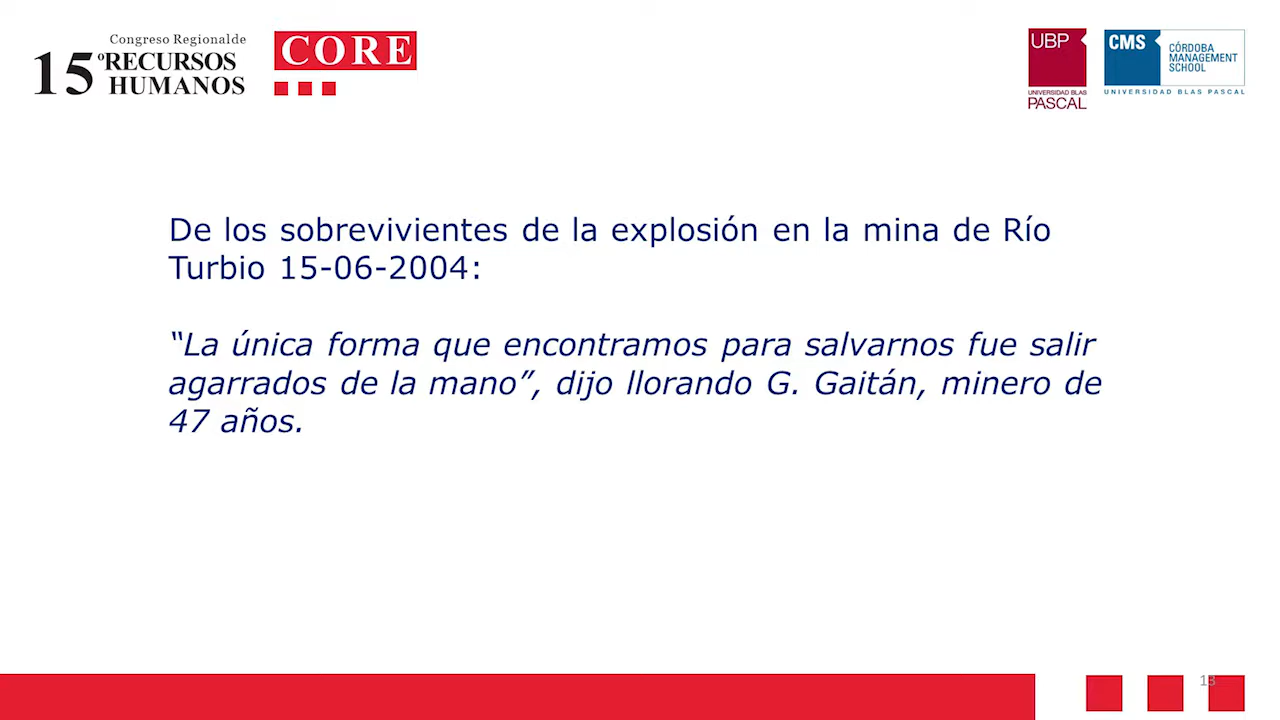 Congreso Regionalde
15º RECURSOS
HUMANOS
CORE
UBP
UNIVERSIDAD BLAS
PASCAL
CMS
CÓRDOBA
MANAGEMENT
SCHOOL
UNIVERSIDAD BLAS PASCAL
De los sobrevivientes de la explosión en la mina de Río
Turbio 15-06-2004:
“La única forma que encontramos para salvarnos fue salir
agarrados de la mano”, dijo llorando G. Gaitán, minero de
47 años.
13